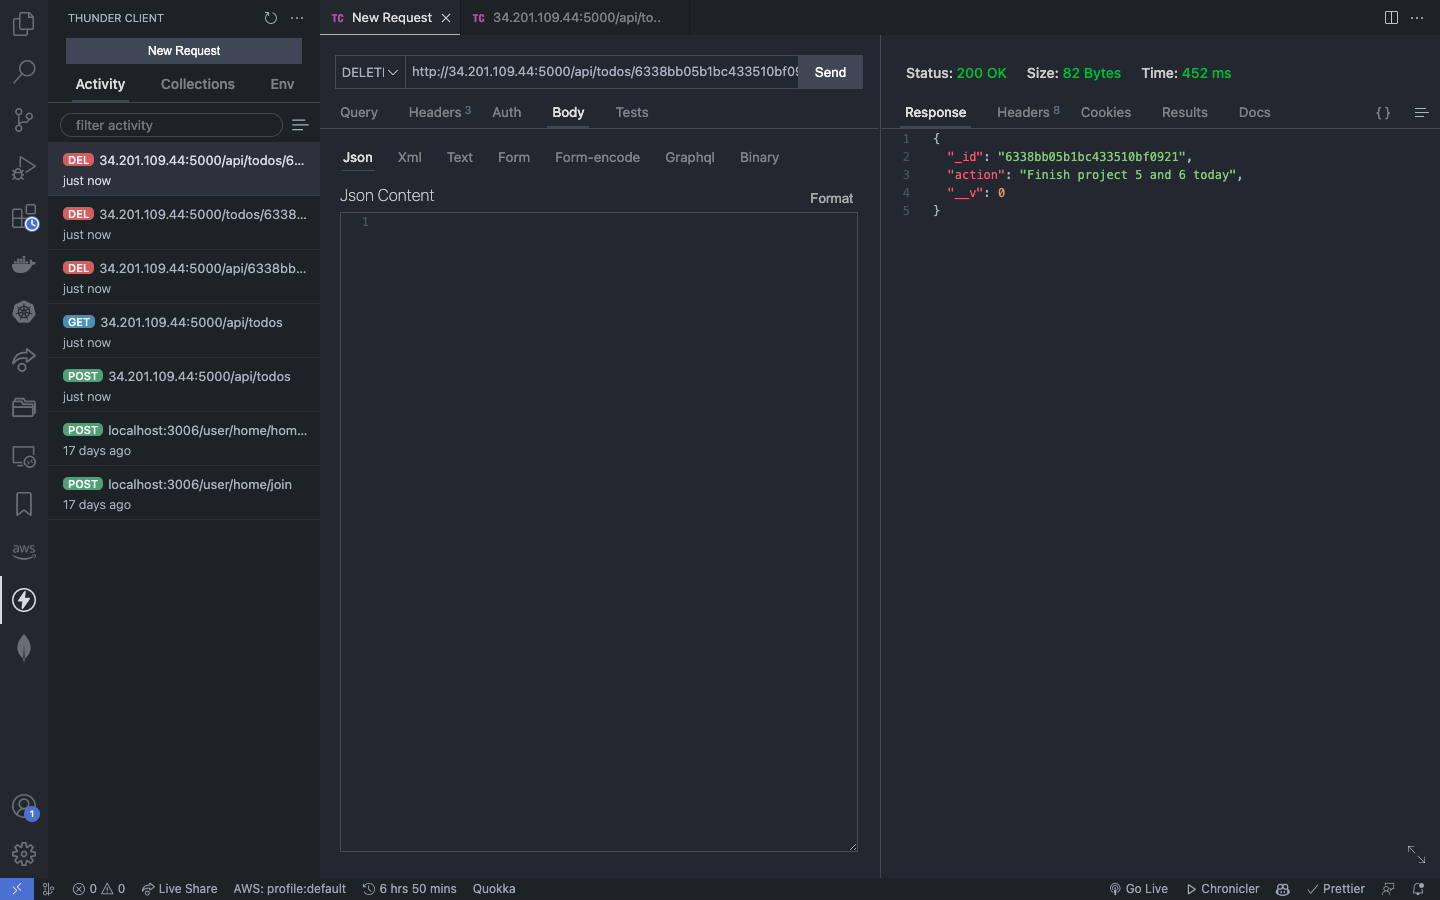 THUNDER CLIENT
New Request
Activity Collections Env
filter activity
DEL 34.201.109.44:5000/api/todos/6...
just now
DEL 34.201.109.44:5000/todos/6338...
just now
DEL 34.201.109.44:5000/api/6338bb...
just now
GET 34.201.109.44:5000/api/todos
just now
POST 34.201.109.44:5000/api/todos
just now
POST localhost:3006/user/home/hom...
17 days ago
POST localhost:3006/user/home/join
17 days ago
aws
1
TC New Request TC 34.201.109.44:5000/api/to..
DELETI http://34.201.109.44:5000/api/todos/6338bb05b1bc433510bf09 Send
Query Headers 3 Auth Body Tests
Json Xml Text Form Form-encode Graphql Binary
Json Content Format
1
Status: 200 OK Size: 82 Bytes Time: 452 ms
Response Headers 8 Cookies Results Docs {}
1 {
2 "_id": "6338bb05b1bc433510bf0921",
3 "action": "Finish project 5 and 6 today",
4 "__v": 0
5 }
0 0 Live Share AWS: profile:default 6 hrs 50 mins Quokka Go Live Chronicler Prettier